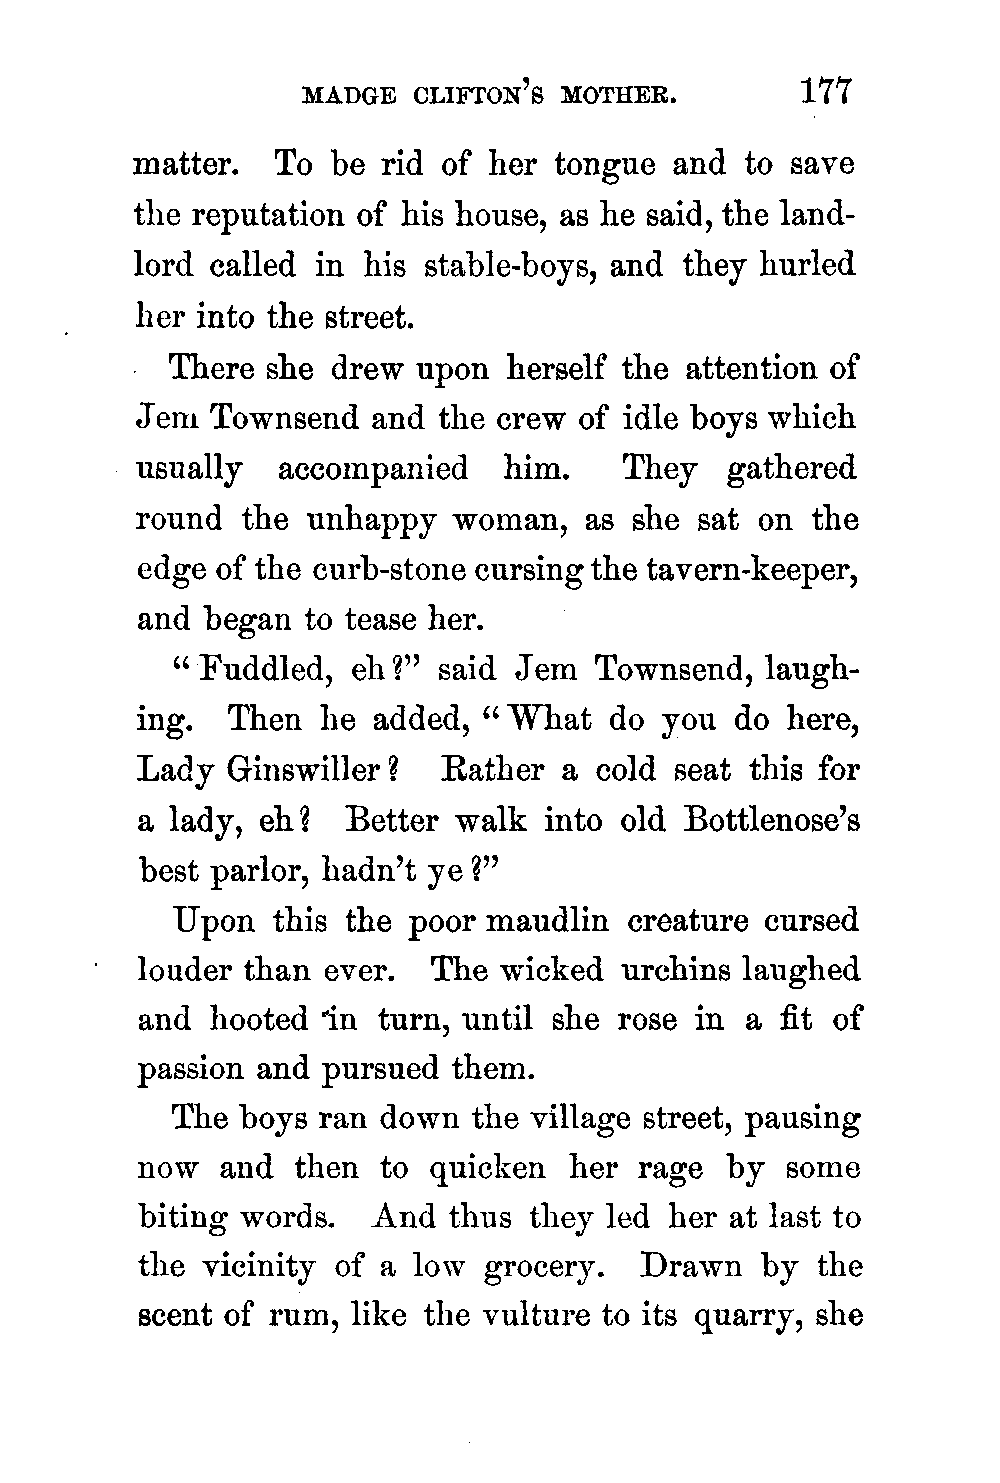 MADGE CLIFTON'S MOTHER. 177
matter. To be rid of her tongue and to save
the reputation of his house, as he said, the land-
lord called in his stable-boys, and they hurled
her into the street.
There she drew upon herself the attention of
Jem Townsend and the crew of idle boys which
usually accompanied him. They gathered
round the unhappy woman, as she sat on the
edge of the curb-stone cursing the tavern-keeper,
and began to tease her.
“Fuddled, eh?” said Jem Townsend, laugh-
ing. Then he added, “What do you do here,
Lady Ginswiller? Rather a cold seat this for
a lady, eh? Better walk into old Bottlenose's
best parlor, hadn't ye?”
Upon this the poor maudlin creature cursed
louder than ever. The wicked urchins laughed
and hooted in turn, until she rose in a fit of
passion and pursued them.
The boys ran down the village street, pausing
now and then to quicken her rage by some
biting words. And thus they led her at last to
the vicinity of a low grocery. Drawn by the
scent of rum, like the vulture to its quarry, she